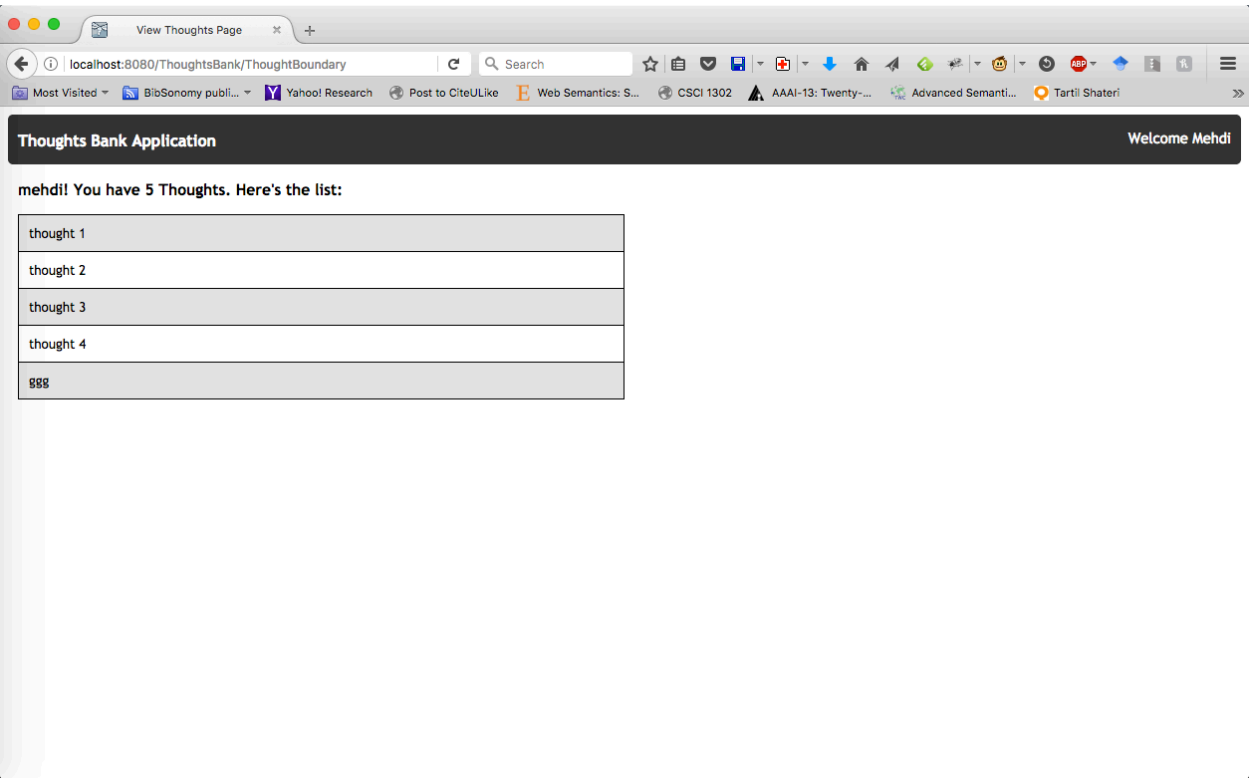 View Thoughts Page
localhost:8080/ThoughtsBank/ThoughtBoundary
Search
ABP
Most Visited
BibSonomy publi...
Yahoo! Research
Post to CiteULike
Web Semantics: S...
CSCI 1302
AAAI-13: Twenty-...
Advanced Semanti...
Tartil Shateri
Thoughts Bank Application
Welcome Mehdi
mehdi! You have 5 Thoughts. Here's the list:
thought 1
thought 2
thought 3
thought 4
ggg